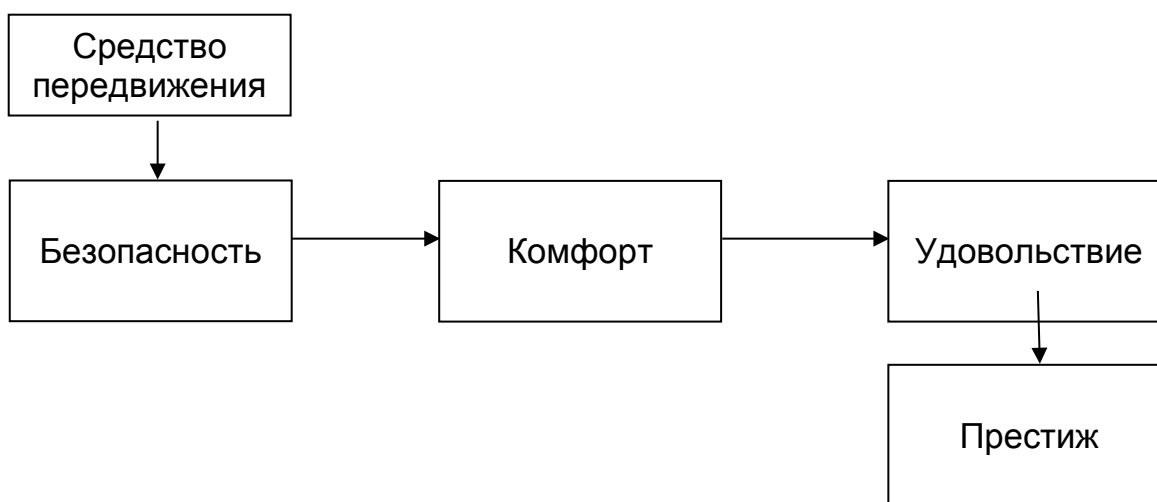 Средство
передвижения
Безопасность
Комфорт
Удовольствие
Престиж